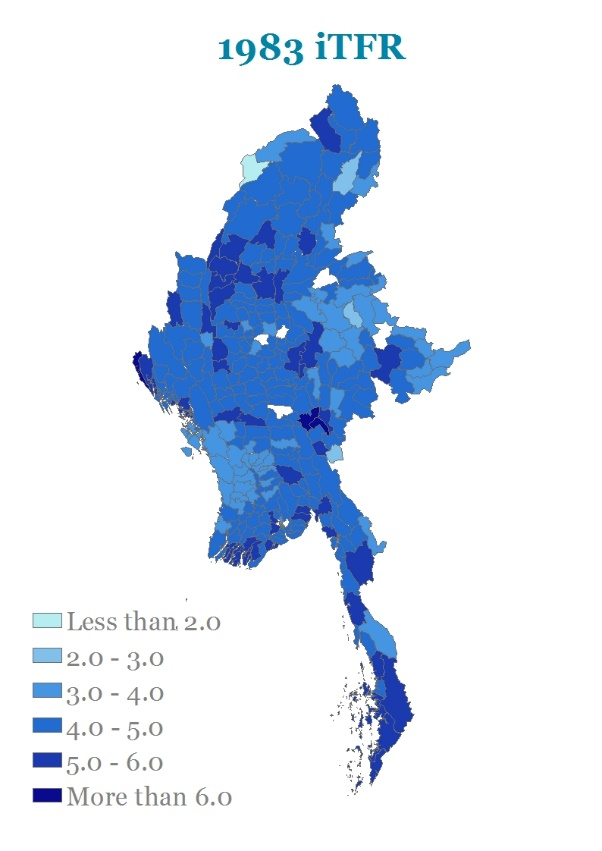 1983 iTFR
Less than 2.0
2.0 - 3.0
3.0 - 4.0
4.0 - 5.0
5.0 - 6.0
More than 6.0